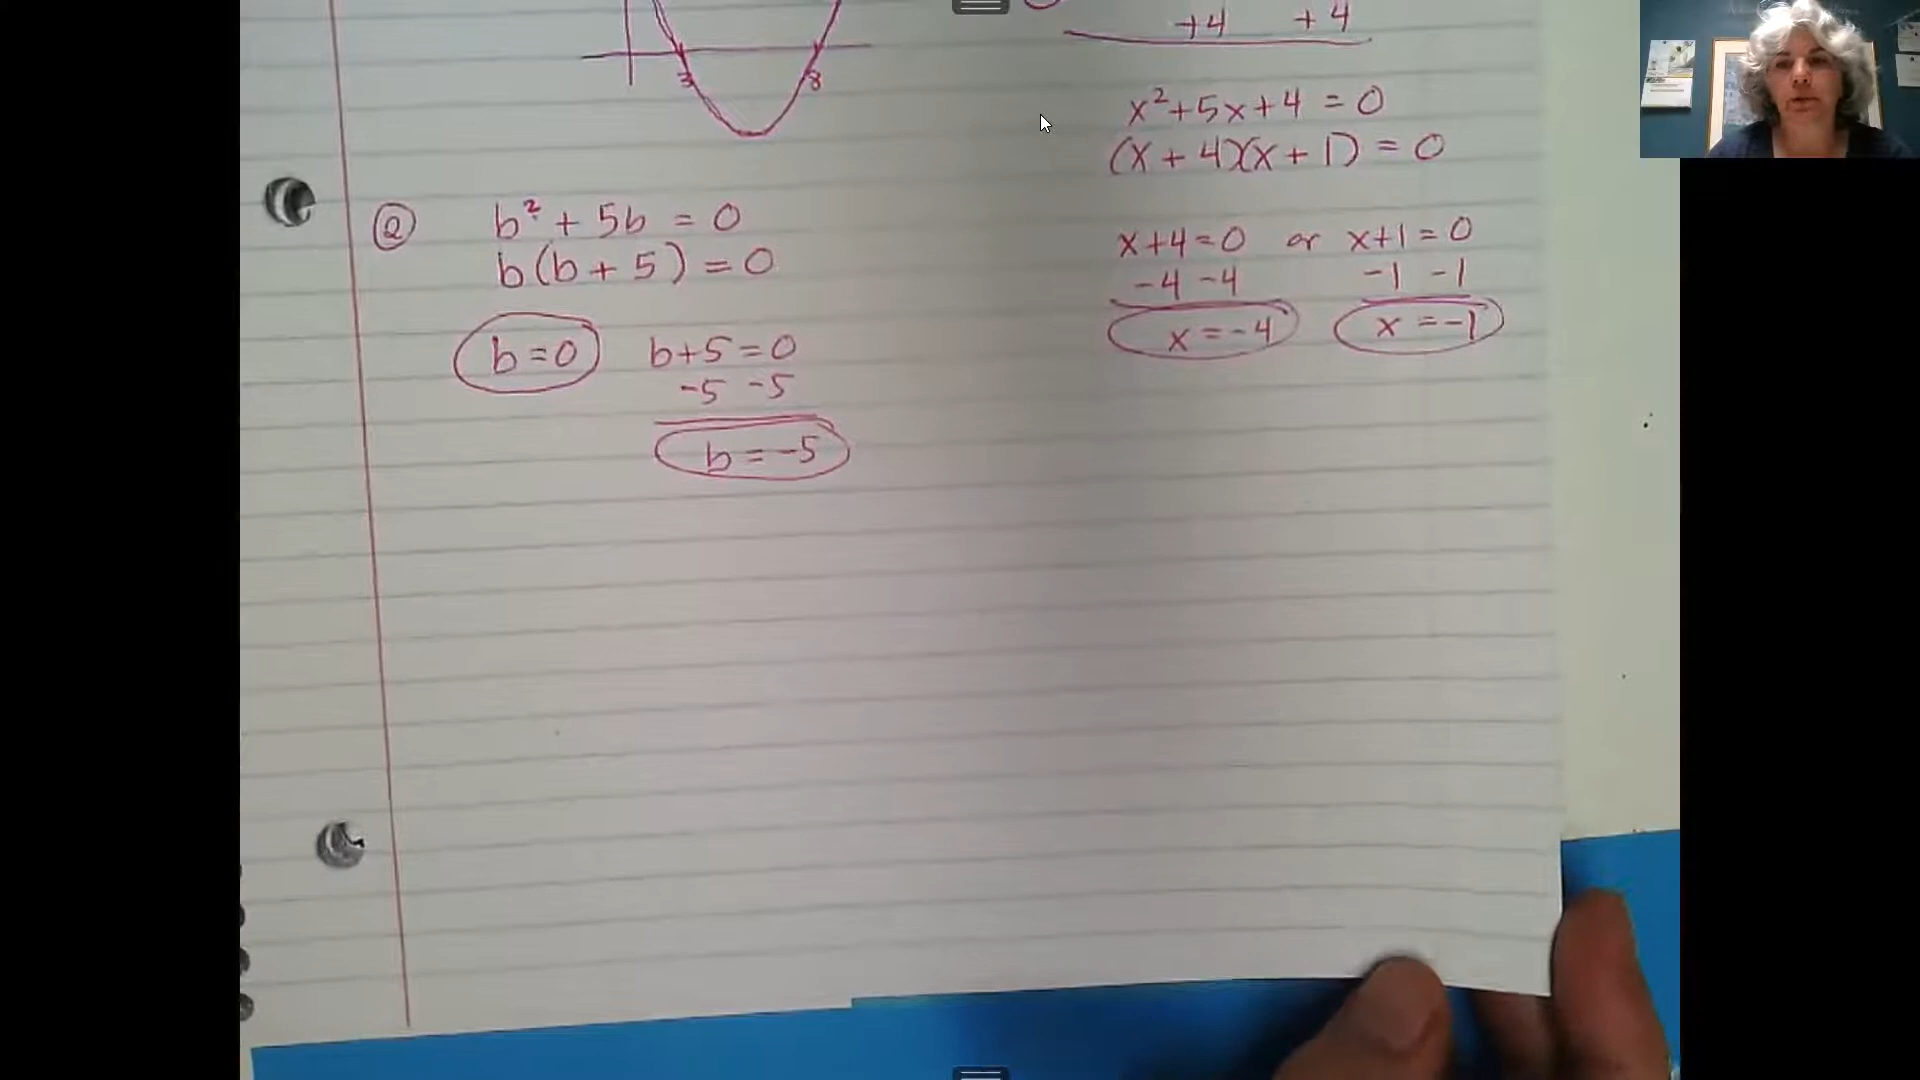 3 8
② b² + 5b = 0
b(b + 5) = 0
b = 0 b + 5 = 0
-5 -5
b = -5
+4 +4
x² + 5x + 4 = 0
(x + 4)(x + 1) = 0
x + 4 = 0 or x + 1 = 0
-4 -4 -1 -1
x = -4 x = -1